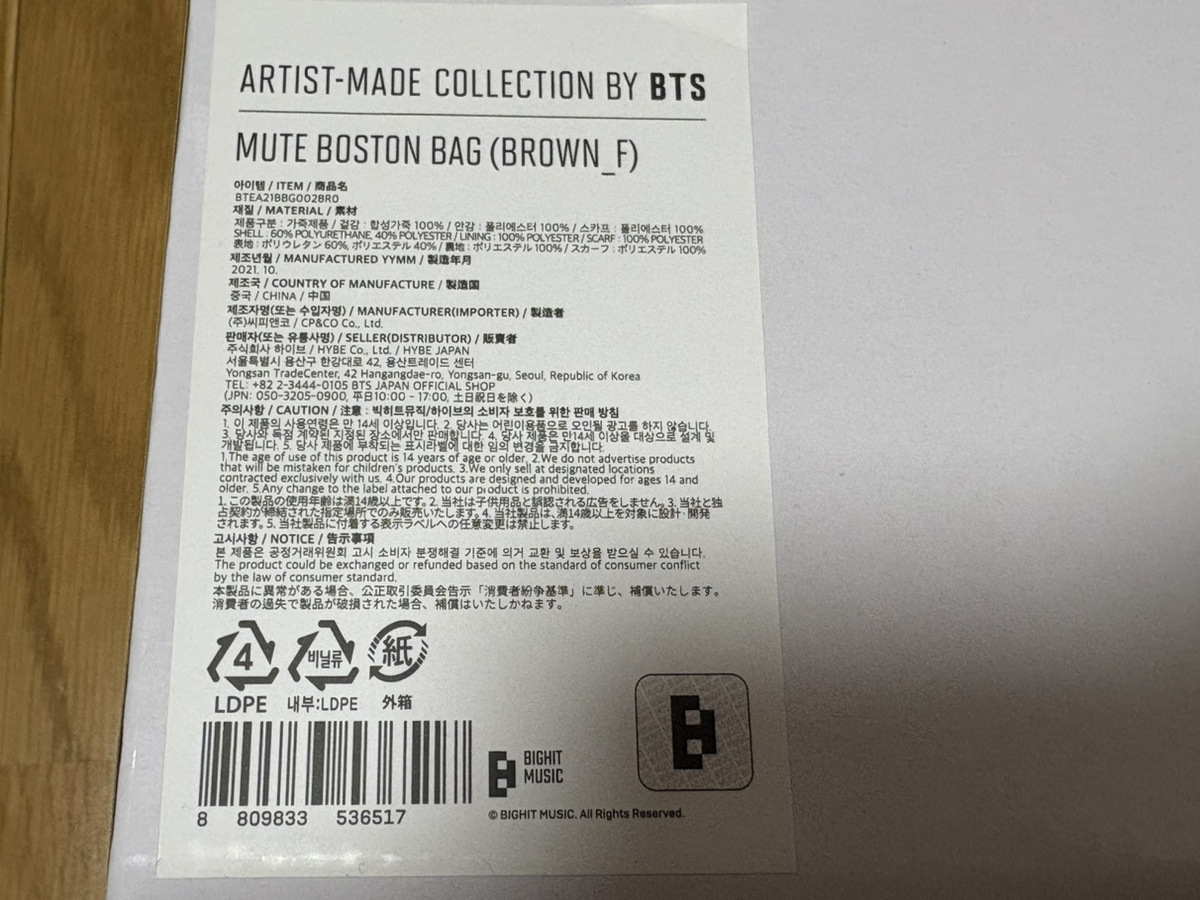 ARTIST-MADE COLLECTION BY BTS
MUTE BOSTON BAG (BROWN_F)
아이템 / ITEM / 商品名
BTEA21BBG002BR0
재질 / MATERIAL / 素材
제품구분 : 가죽제품 / 겉감 : 합성가죽 100% / 안감 : 폴리에스터 100% / 스카프 : 폴리에스터 100%
SHELL : 60% POLYURETHANE, 40% POLYESTER / LINING : 100% POLYESTER / SCARF : 100% POLYESTER
表地 : ポリウレタン 60%, ポリエステル 40% / 裏地 : ポリエステル 100% / スカーフ : ポリエステル 100%
제조년월 / MANUFACTURED YYMM / 製造年月
2021. 10.
제조국 / COUNTRY OF MANUFACTURE / 製造国
중국 / CHINA / 中国
제조자명(또는 수입자명) / MANUFACTURER(IMPORTER) / 製造者
(주)씨피앤코 / CP&CO Co., Ltd.
판매자(또는 유통사명) / SELLER(DISTRIBUTOR) / 販賣者
주식회사 하이브 / HYBE Co., Ltd. / HYBE JAPAN
서울특별시 용산구 한강대로 42, 용산트레이드 센터
Yongsan TradeCenter, 42 Hangangdae-ro, Yongsan-gu, Seoul, Republic of Korea
TEL: +82 2-3444-0105 BTS JAPAN OFFICIAL SHOP
(JPN: 050-3205-0900, 平日10:00 - 17:00, 土日祝日を除く)
주의사항 / CAUTION / 注意 : 빅히트뮤직/하이브의 소비자 보호를 위한 판매 방침
1. 이 제품의 사용연령은 만 14세 이상입니다. 2. 당사는 어린이용품으로 오인될 광고를 하지 않습니다.
3. 당사와 독점 계약된 지정된 장소에서만 판매합니다. 4. 당사 제품은 만14세 이상을 대상으로 설계 및
개발됩니다. 5. 당사 제품에 부착되는 표시라벨에 대한 임의 변경을 금지합니다.
1.The age of use of this product is 14 years of age or older. 2.We do not advertise products
that will be mistaken for children's products. 3.We only sell at designated locations
contracted exclusively with us. 4.Our products are designed and developed for ages 14 and
older. 5.Any change to the label attached to our product is prohibited.
1. この製品の使用年齢は満14歳以上です。2. 当社は子供用品と誤認される広告をしません。3. 当社と独
占契約が締結された指定場所でのみ販売いたします。4. 当社製品は、満14歳以上を対象に設計·開発
されます。5. 当社製品に付着する表示ラベルへの任意変更は禁止します。
고시사항 / NOTICE / 告示事項
본 제품은 공정거래위원회 고시 소비자 분쟁해결 기준에 의거 교환 및 보상을 받으실 수 있습니다.
The product could be exchanged or refunded based on the standard of consumer conflict
by the law of consumer standard.
本製品に異常がある場合、公正取引委員会告示「消費者紛争基準」に準じ、補償いたします。
消費者の過失で製品が破損された場合、補償はいたしかねます。
4 비닐류 紙
LDPE 내부:LDPE 外箱
BIGHIT
MUSIC
8 809833 536517
© BIGHIT MUSIC. All Rights Reserved.